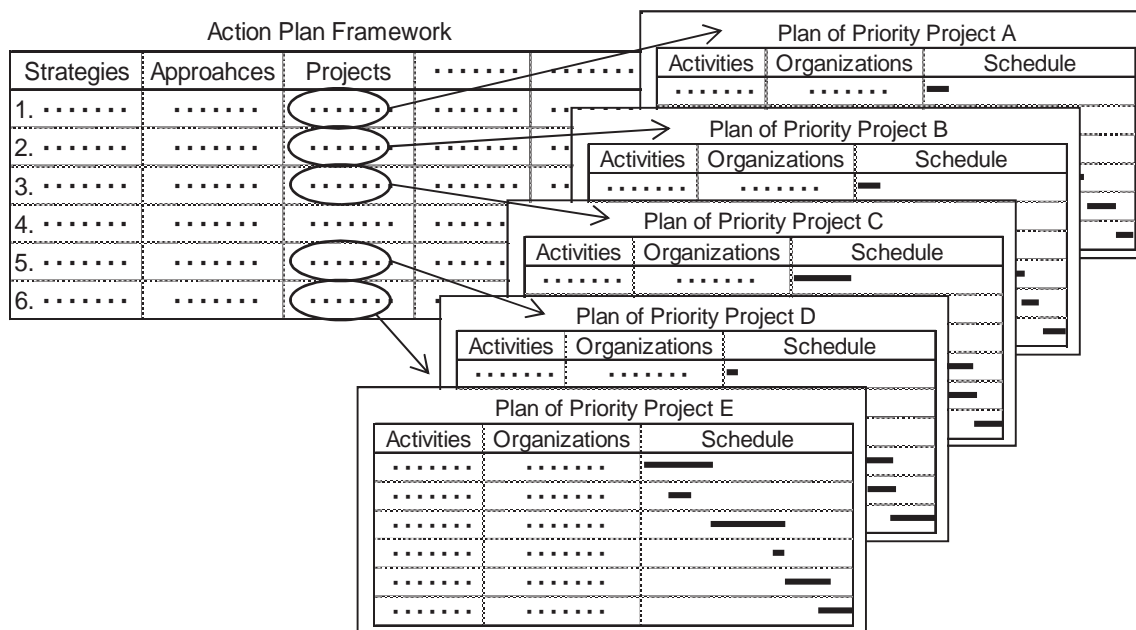 Action Plan Framework
Strategies Approahces Projects ....... .......
1. ....... ....... ......
2. ....... ....... ......
3. ....... ....... ......
4. ....... ....... ......
5. ....... ....... ......
6. ....... ....... ......
Plan of Priority Project A
Activities Organizations Schedule
....... .......
Plan of Priority Project B
Activities Organizations Schedule
....... .......
Plan of Priority Project C
Activities Organizations Schedule
....... .......
Plan of Priority Project D
Activities Organizations Schedule
....... .......
Plan of Priority Project E
Activities Organizations Schedule
....... .......
....... .......
....... .......
....... .......
....... .......
....... .......